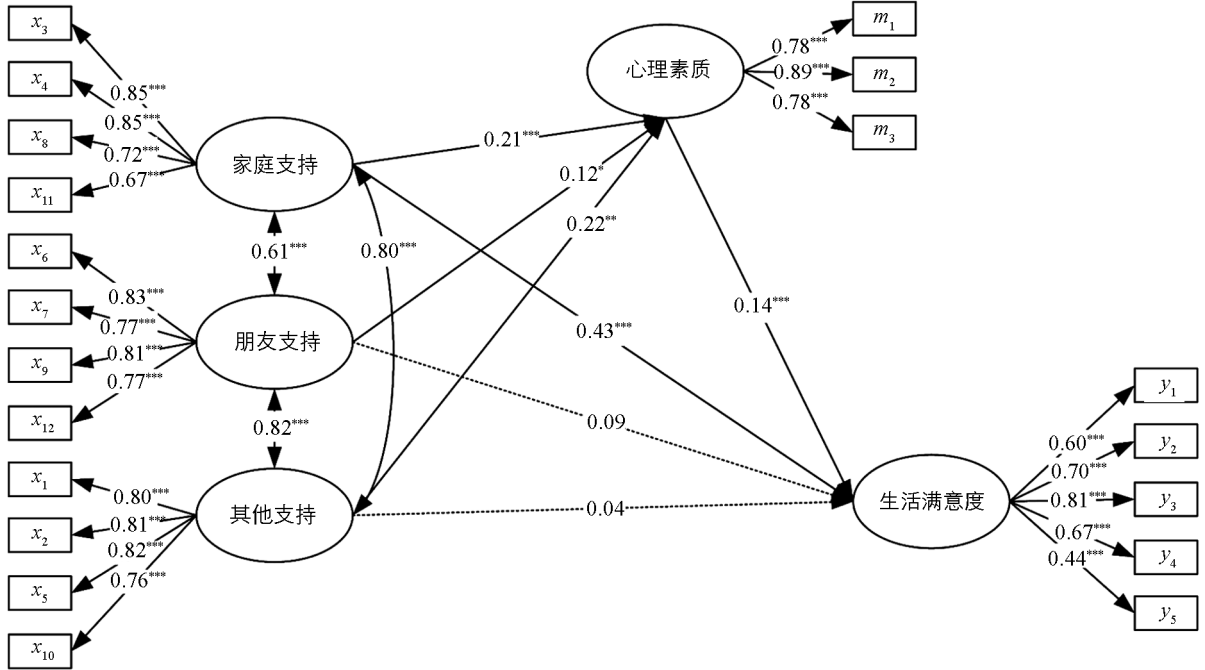 x3
x4
x8
x11
x6
x7
x9
x12
x1
x2
x5
x10
0.85***
0.85***
0.72***
0.67***
0.83***
0.77***
0.81***
0.77***
0.80***
0.81***
0.82***
0.76***
家庭支持
朋友支持
其他支持
0.61***
0.82***
0.80***
0.21***
0.12*
0.22**
0.43***
0.09
0.04
心理素质
0.78***
0.89***
0.78***
m1
m2
m3
0.14***
生活满意度
0.60***
0.70***
0.81***
0.67***
0.44***
y1
y2
y3
y4
y5